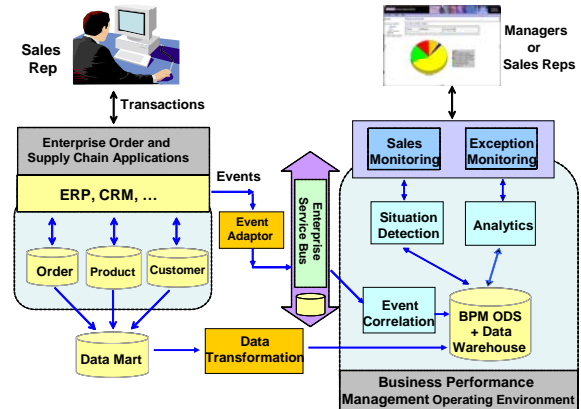 Sales
Rep
Managers
or
Sales Reps
Transactions
Enterprise Order and
Supply Chain Applications
ERP, CRM, …
Events
Event
Adaptor
Enterprise
Service Bus
Sales
Monitoring
Exception
Monitoring
Situation
Detection
Analytics
Order
Product
Customer
Event
Correlation
BPM ODS
+ Data
Warehouse
Data Mart
Data
Transformation
Business Performance
Management Operating Environment